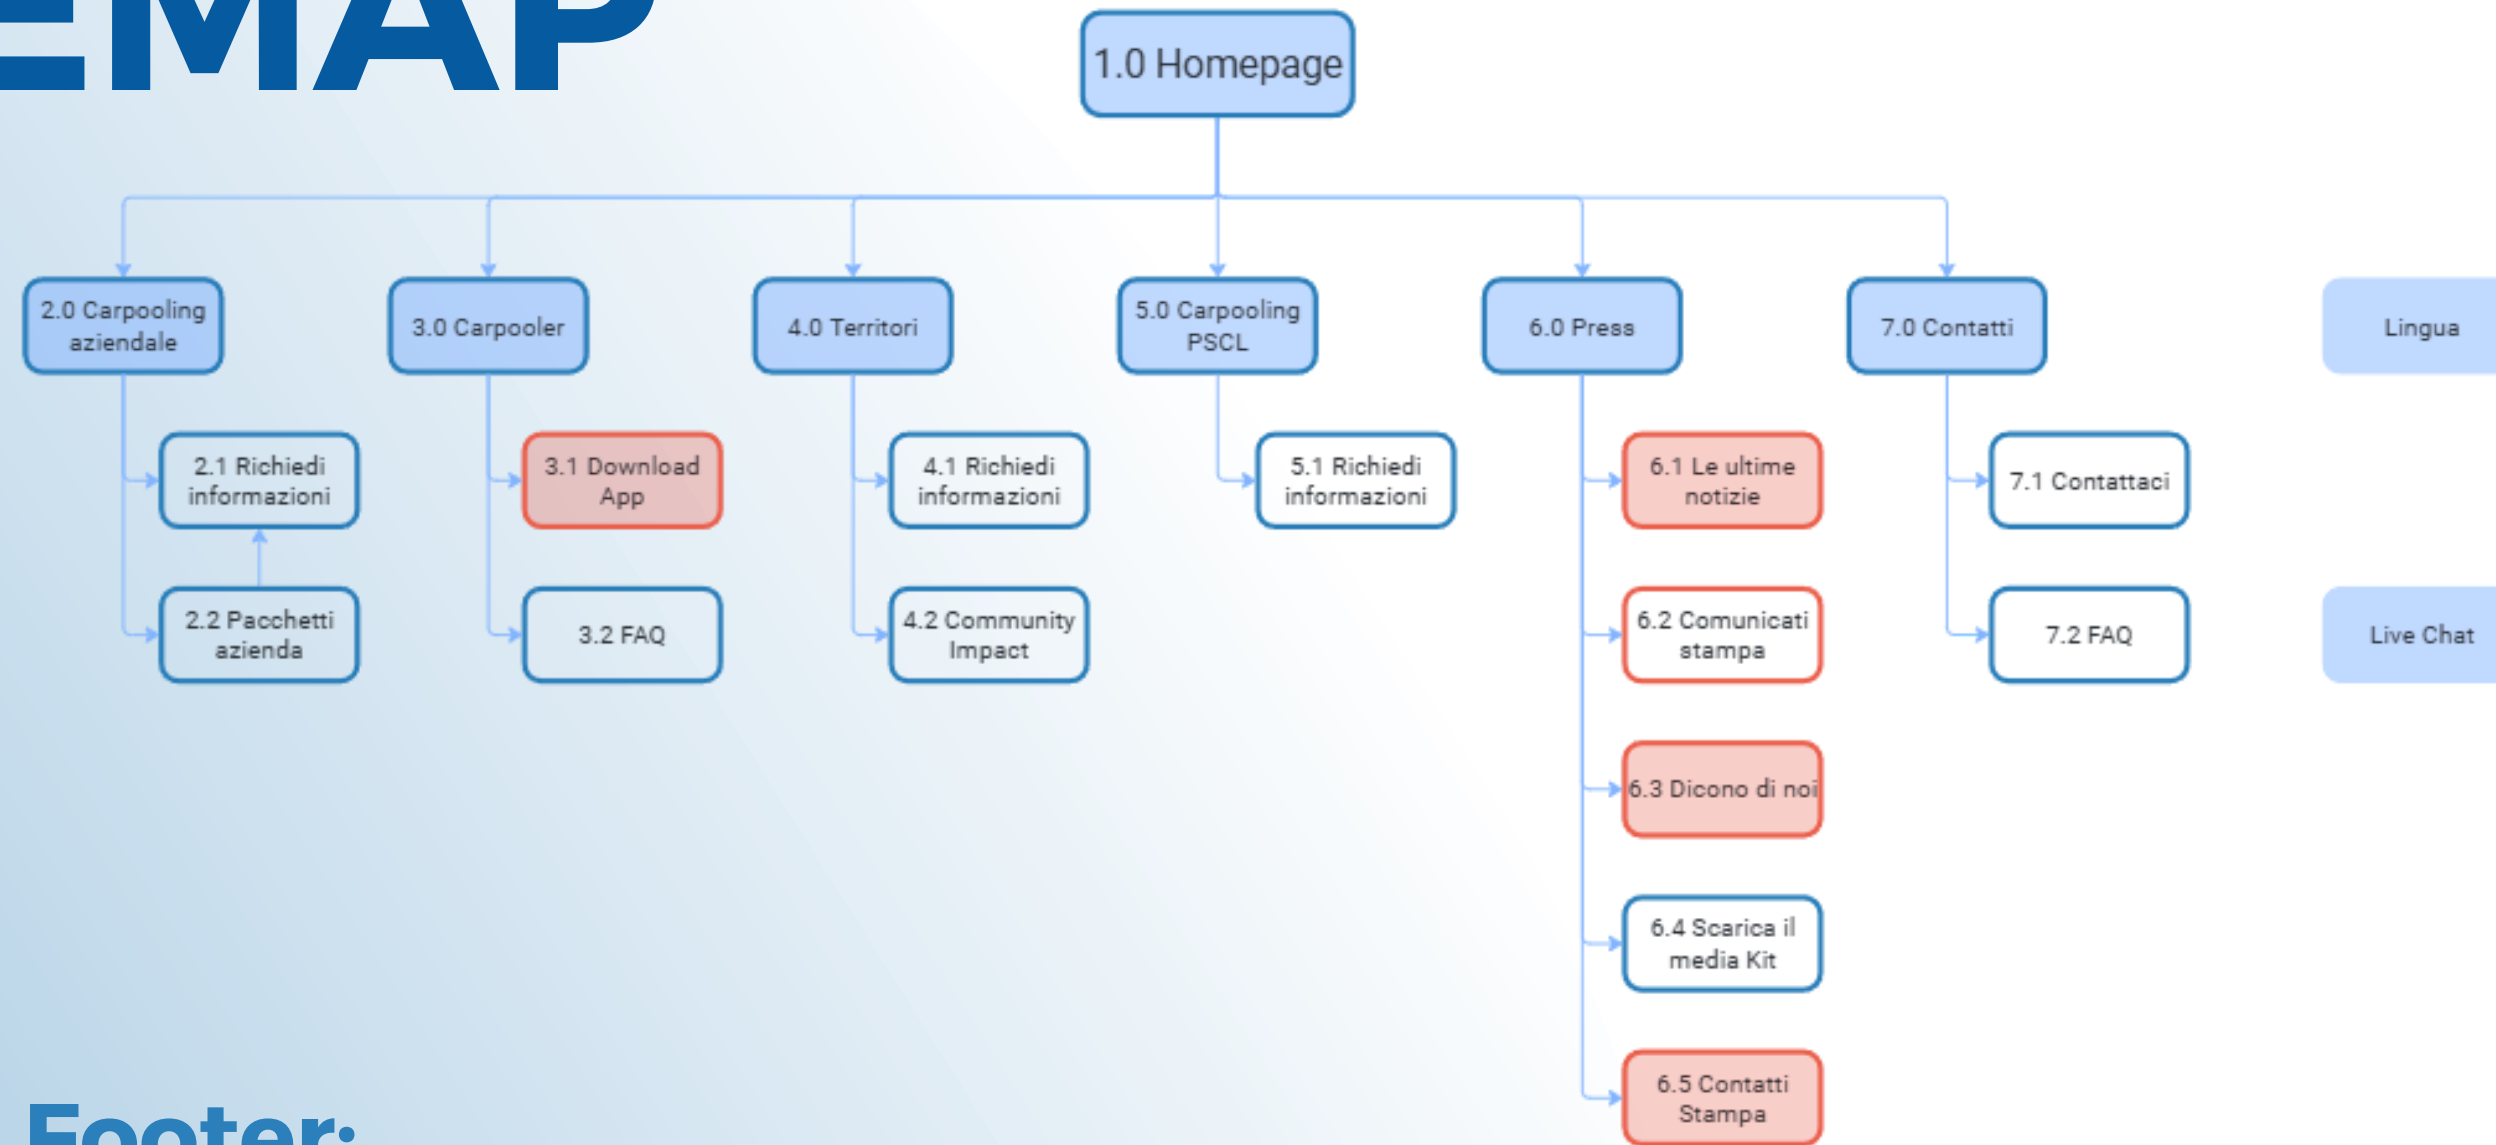 EMAP
1.0 Homepage
2.0 Carpooling
aziendale
3.0 Carpooler
4.0 Territori
5.0 Carpooling
PSCL
6.0 Press
7.0 Contatti
Lingua
2.1 Richiedi
informazioni
3.1 Download
App
4.1 Richiedi
informazioni
5.1 Richiedi
informazioni
6.1 Le ultime
notizie
7.1 Contattaci
2.2 Pacchetti
azienda
3.2 FAQ
4.2 Community
Impact
6.2 Comunicati
stampa
7.2 FAQ
Live Chat
6.3 Dicono di noi
6.4 Scarica il
media Kit
6.5 Contatti
Stampa
Footer: